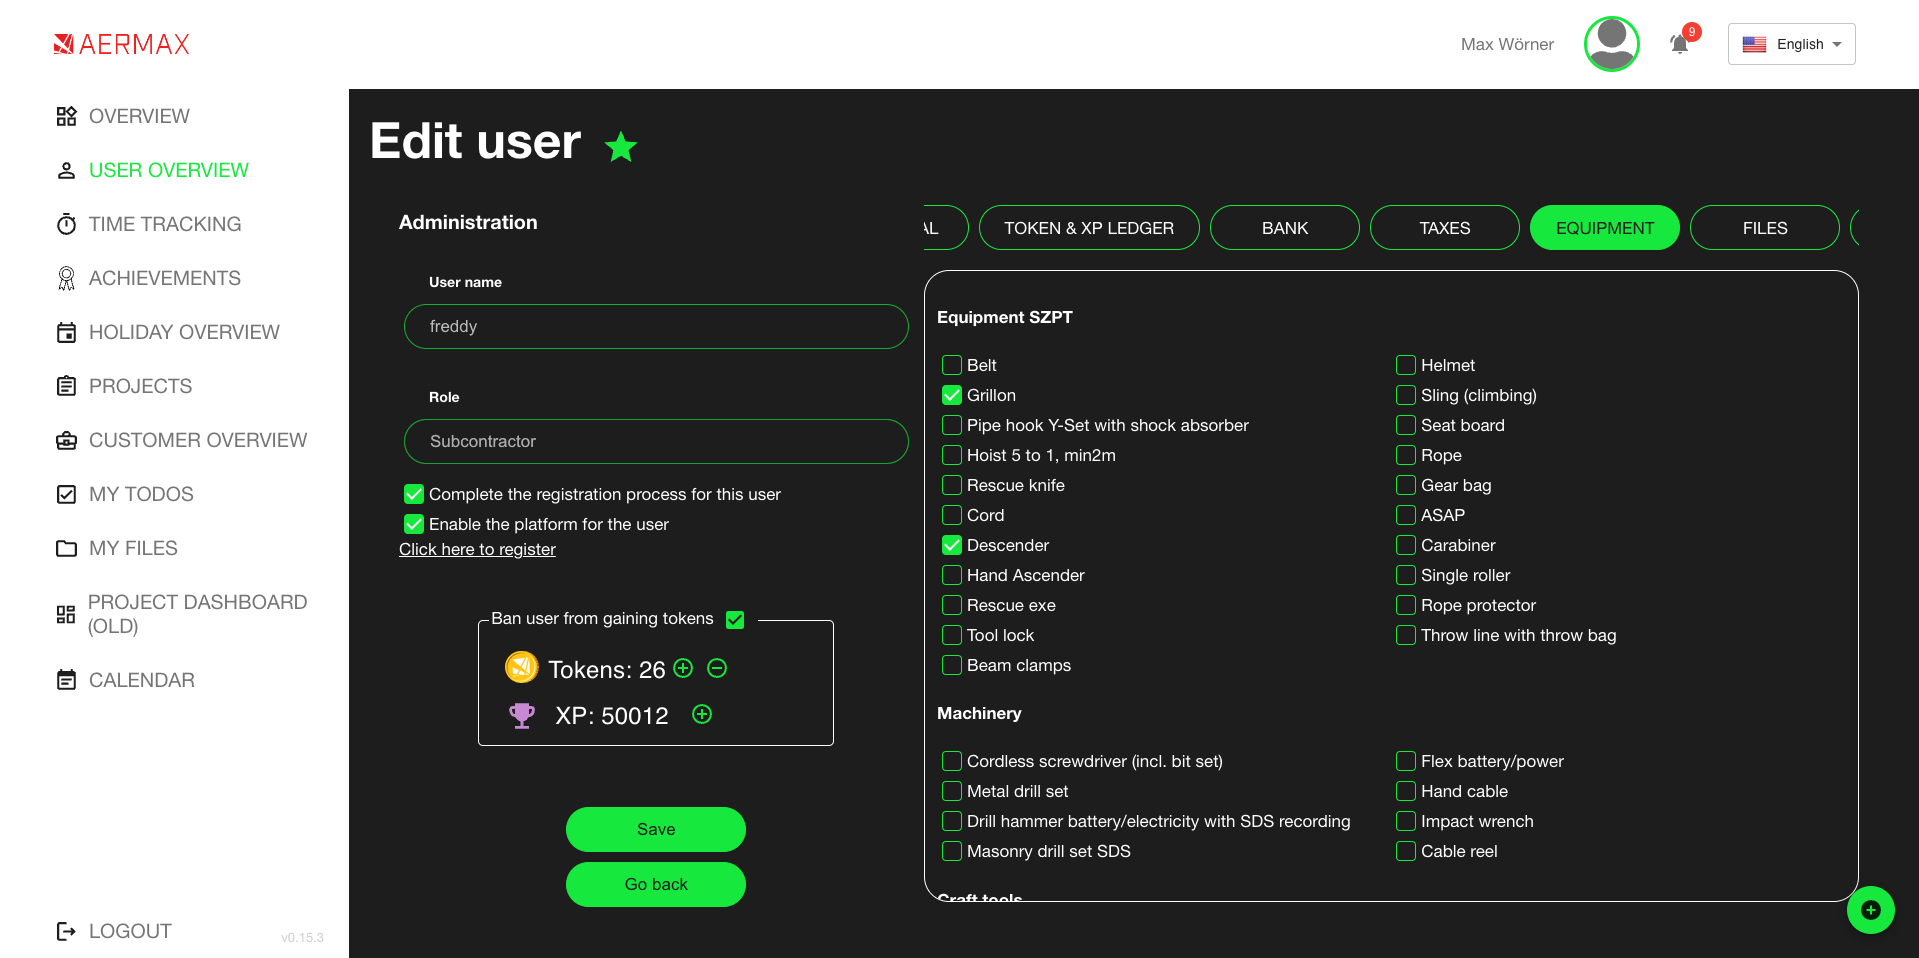 AERMAX
Max Wörner
9
English
OVERVIEW
USER OVERVIEW
TIME TRACKING
ACHIEVEMENTS
HOLIDAY OVERVIEW
PROJECTS
CUSTOMER OVERVIEW
MY TODOS
MY FILES
PROJECT DASHBOARD
(OLD)
CALENDAR
LOGOUT
v0.15.3
Edit user
Administration
User name
freddy
Role
Subcontractor
Complete the registration process for this user
Enable the platform for the user
Click here to register
Ban user from gaining tokens
Tokens: 26
XP: 50012
Save
Go back
AL
TOKEN & XP LEDGER
BANK
TAXES
EQUIPMENT
FILES
Equipment SZPT
Belt
Grillon
Pipe hook Y-Set with shock absorber
Hoist 5 to 1, min2m
Rescue knife
Cord
Descender
Hand Ascender
Rescue exe
Tool lock
Beam clamps
Helmet
Sling (climbing)
Seat board
Rope
Gear bag
ASAP
Carabiner
Single roller
Rope protector
Throw line with throw bag
Machinery
Cordless screwdriver (incl. bit set)
Metal drill set
Drill hammer battery/electricity with SDS recording
Masonry drill set SDS
Flex battery/power
Hand cable
Impact wrench
Cable reel
Craft tools